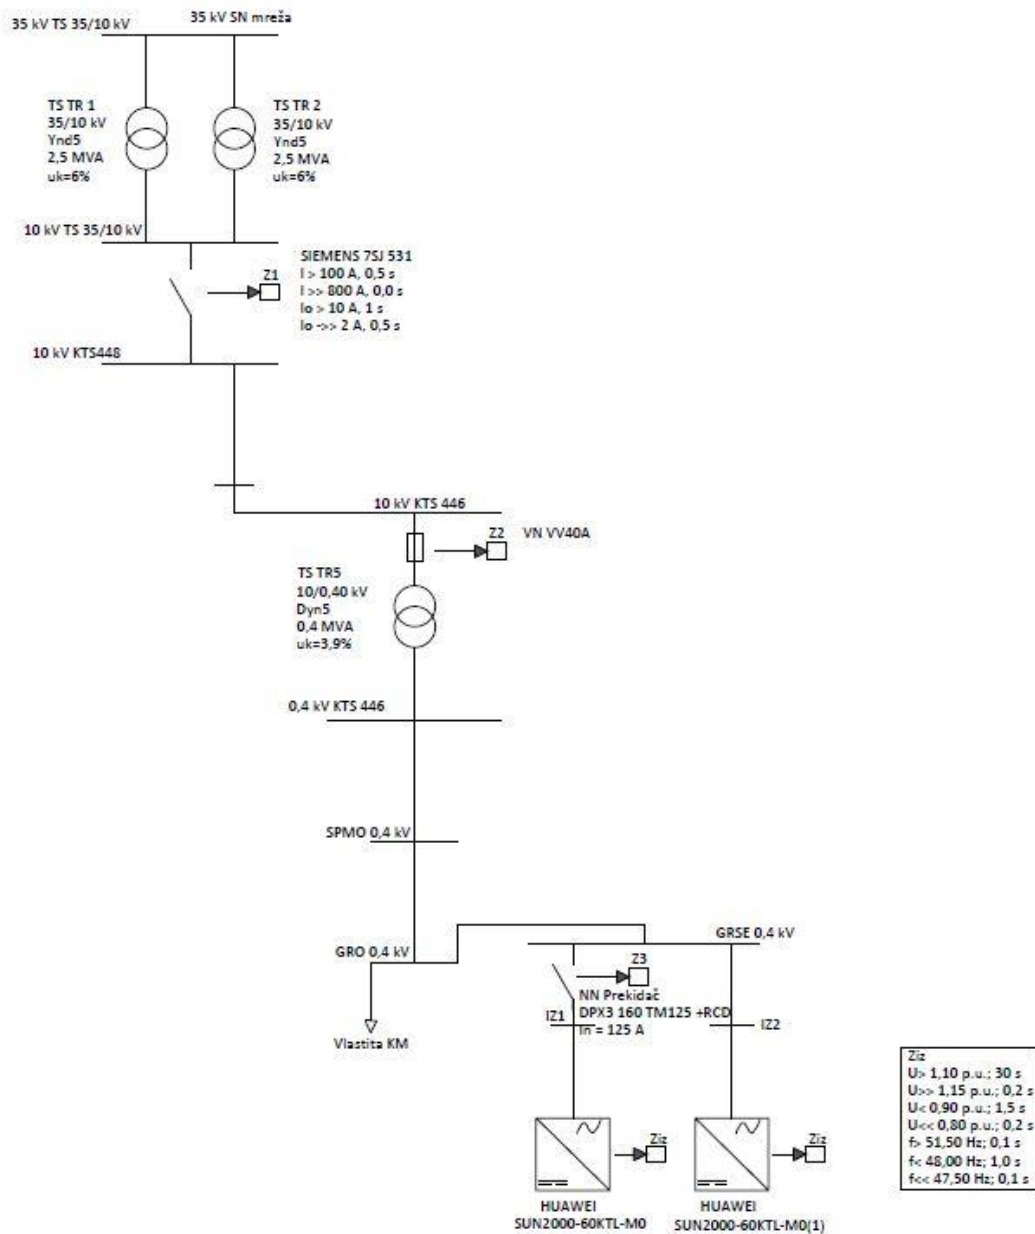 35 kV TS 35/10 kV
35 kV SN mreža
TS TR 1
35/10 kV
Ynd5
2,5 MVA
uk=6%
TS TR 2
35/10 kV
Ynd5
2,5 MVA
uk=6%
10 kV TS 35/10 kV
Z1
SIEMENS 7SJ 531
I > 100 A, 0,5 s
I >> 800 A, 0,0 s
Io > 10 A, 1 s
Io ->> 2 A, 0,5 s
10 kV KTS448
10 kV KTS 446
Z2
VN VV40A
TS TR5
10/0,40 kV
Dyn5
0,4 MVA
uk=3,9%
0,4 kV KTS 446
SPMO 0,4 kV
GRO 0,4 kV
Vlastita KM
GRSE 0,4 kV
Z3
NN Prekidač
DPX3 160 TM125 +RCD
In = 125 A
IZ1
IZ2
Ziz
U> 1,10 p.u.; 30 s
U>> 1,15 p.u.; 0,2 s
U< 0,90 p.u.; 1,5 s
U<< 0,80 p.u.; 0,2 s
f> 51,50 Hz; 0,1 s
f< 48,00 Hz; 1,0 s
f<< 47,50 Hz; 0,1 s
Ziz
Ziz
HUAWEI
SUN2000-60KTL-M0
HUAWEI
SUN2000-60KTL-M0(1)